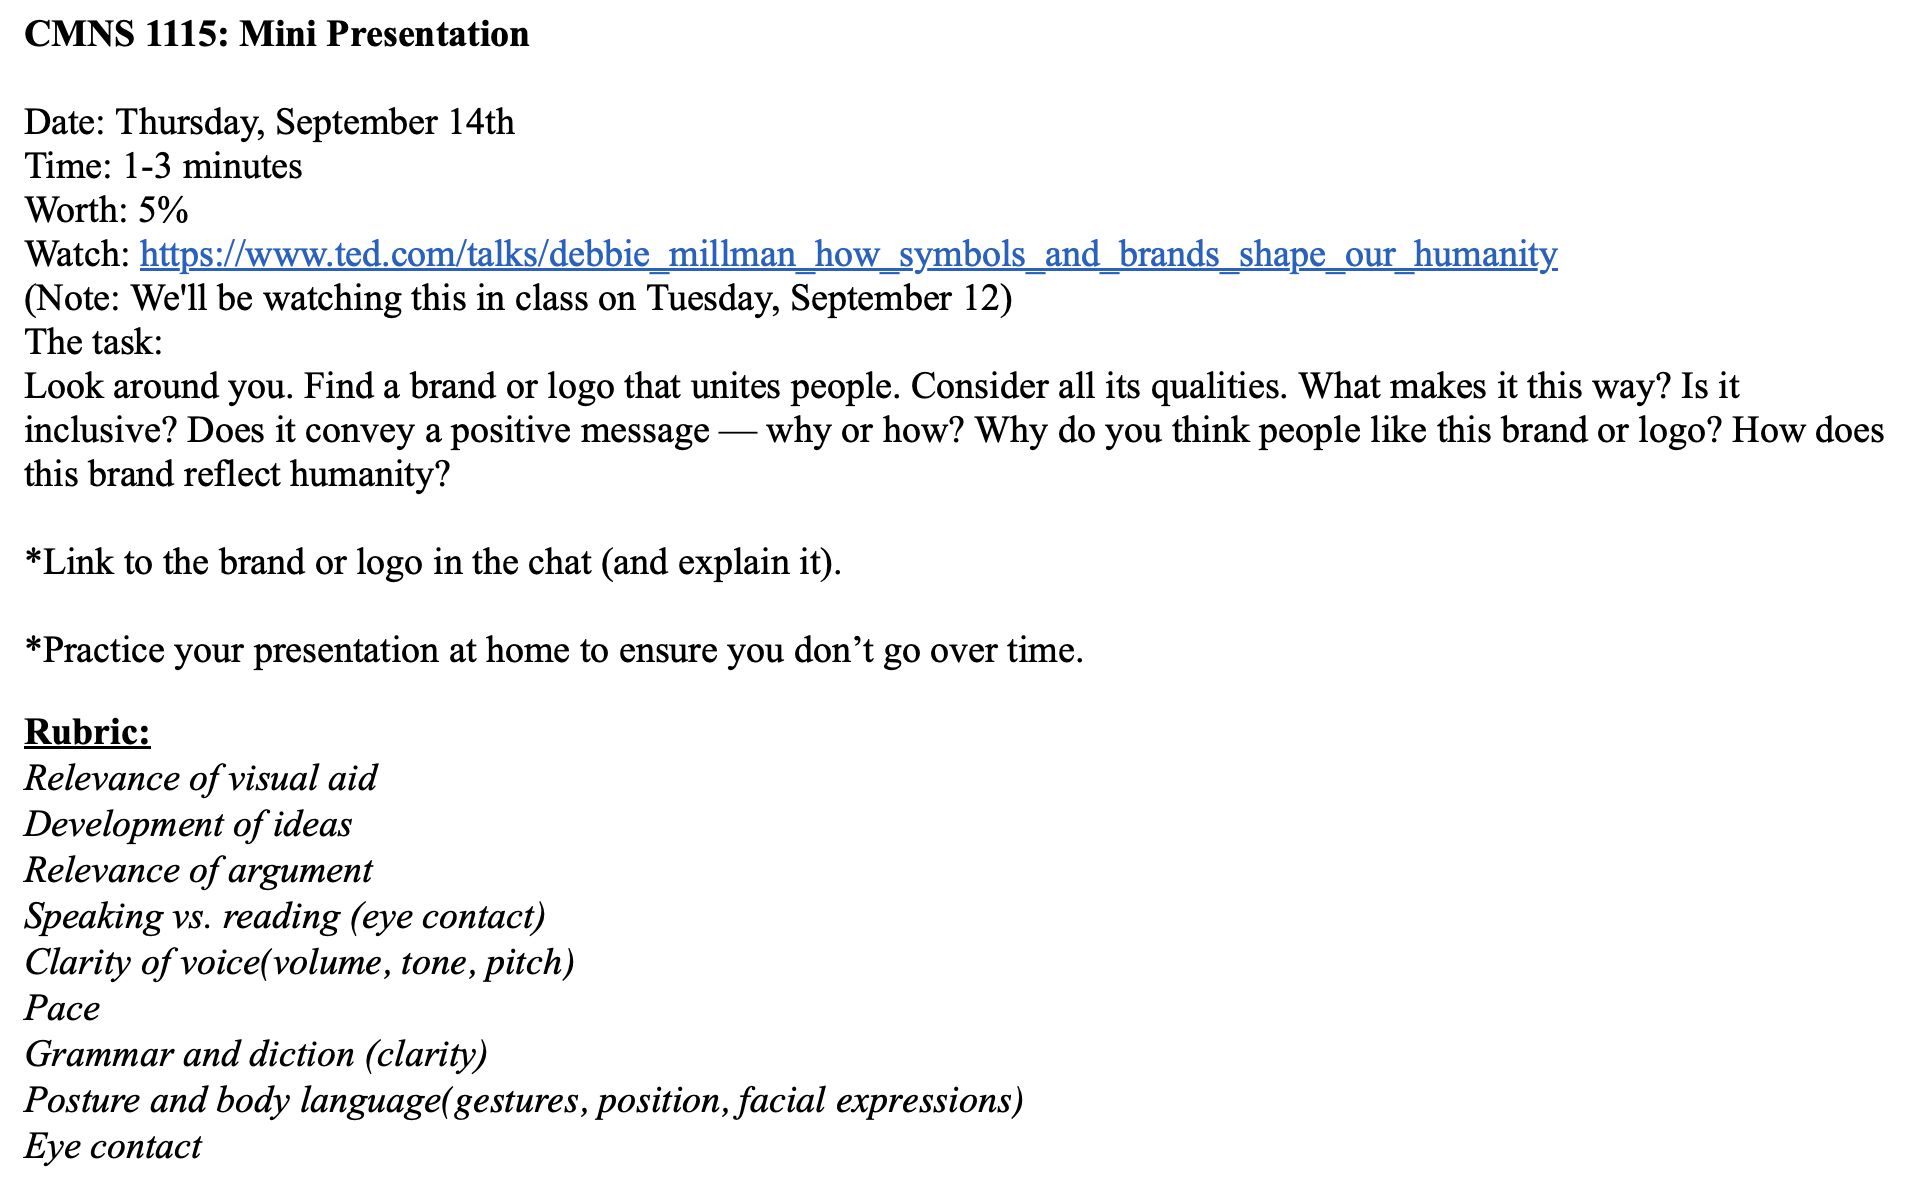 CMNS 1115: Mini Presentation
Date: Thursday, September 14th
Time: 1-3 minutes
Worth: 5%
Watch: https://www.ted.com/talks/debbie_millman_how_symbols_and_brands_shape_our_humanity
(Note: We'll be watching this in class on Tuesday, September 12)
The task:
Look around you. Find a brand or logo that unites people. Consider all its qualities. What makes it this way? Is it
inclusive? Does it convey a positive message — why or how? Why do you think people like this brand or logo? How does
this brand reflect humanity?
*Link to the brand or logo in the chat (and explain it).
*Practice your presentation at home to ensure you don’t go over time.
Rubric:
Relevance of visual aid
Development of ideas
Relevance of argument
Speaking vs. reading (eye contact)
Clarity of voice(volume, tone, pitch)
Pace
Grammar and diction (clarity)
Posture and body language(gestures, position, facial expressions)
Eye contact